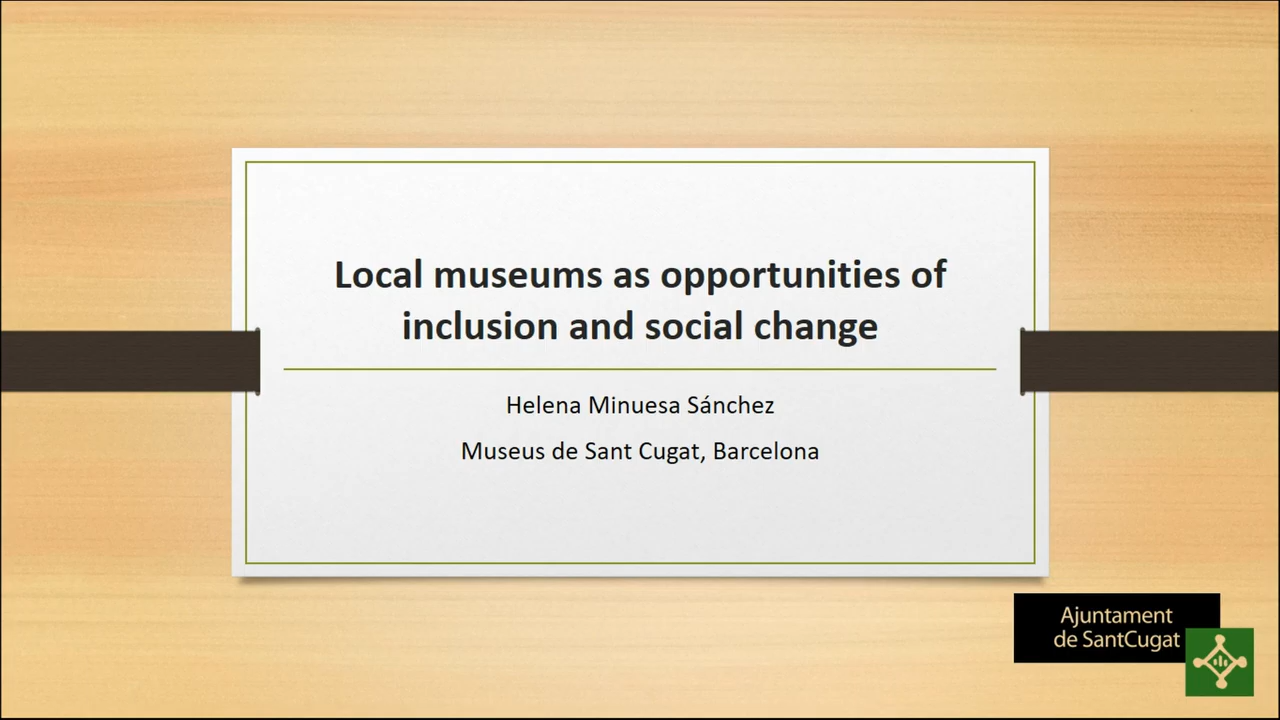 Local museums as opportunities of
inclusion and social change
Helena Minuesa Sánchez
Museus de Sant Cugat, Barcelona
Ajuntament
de SantCugat